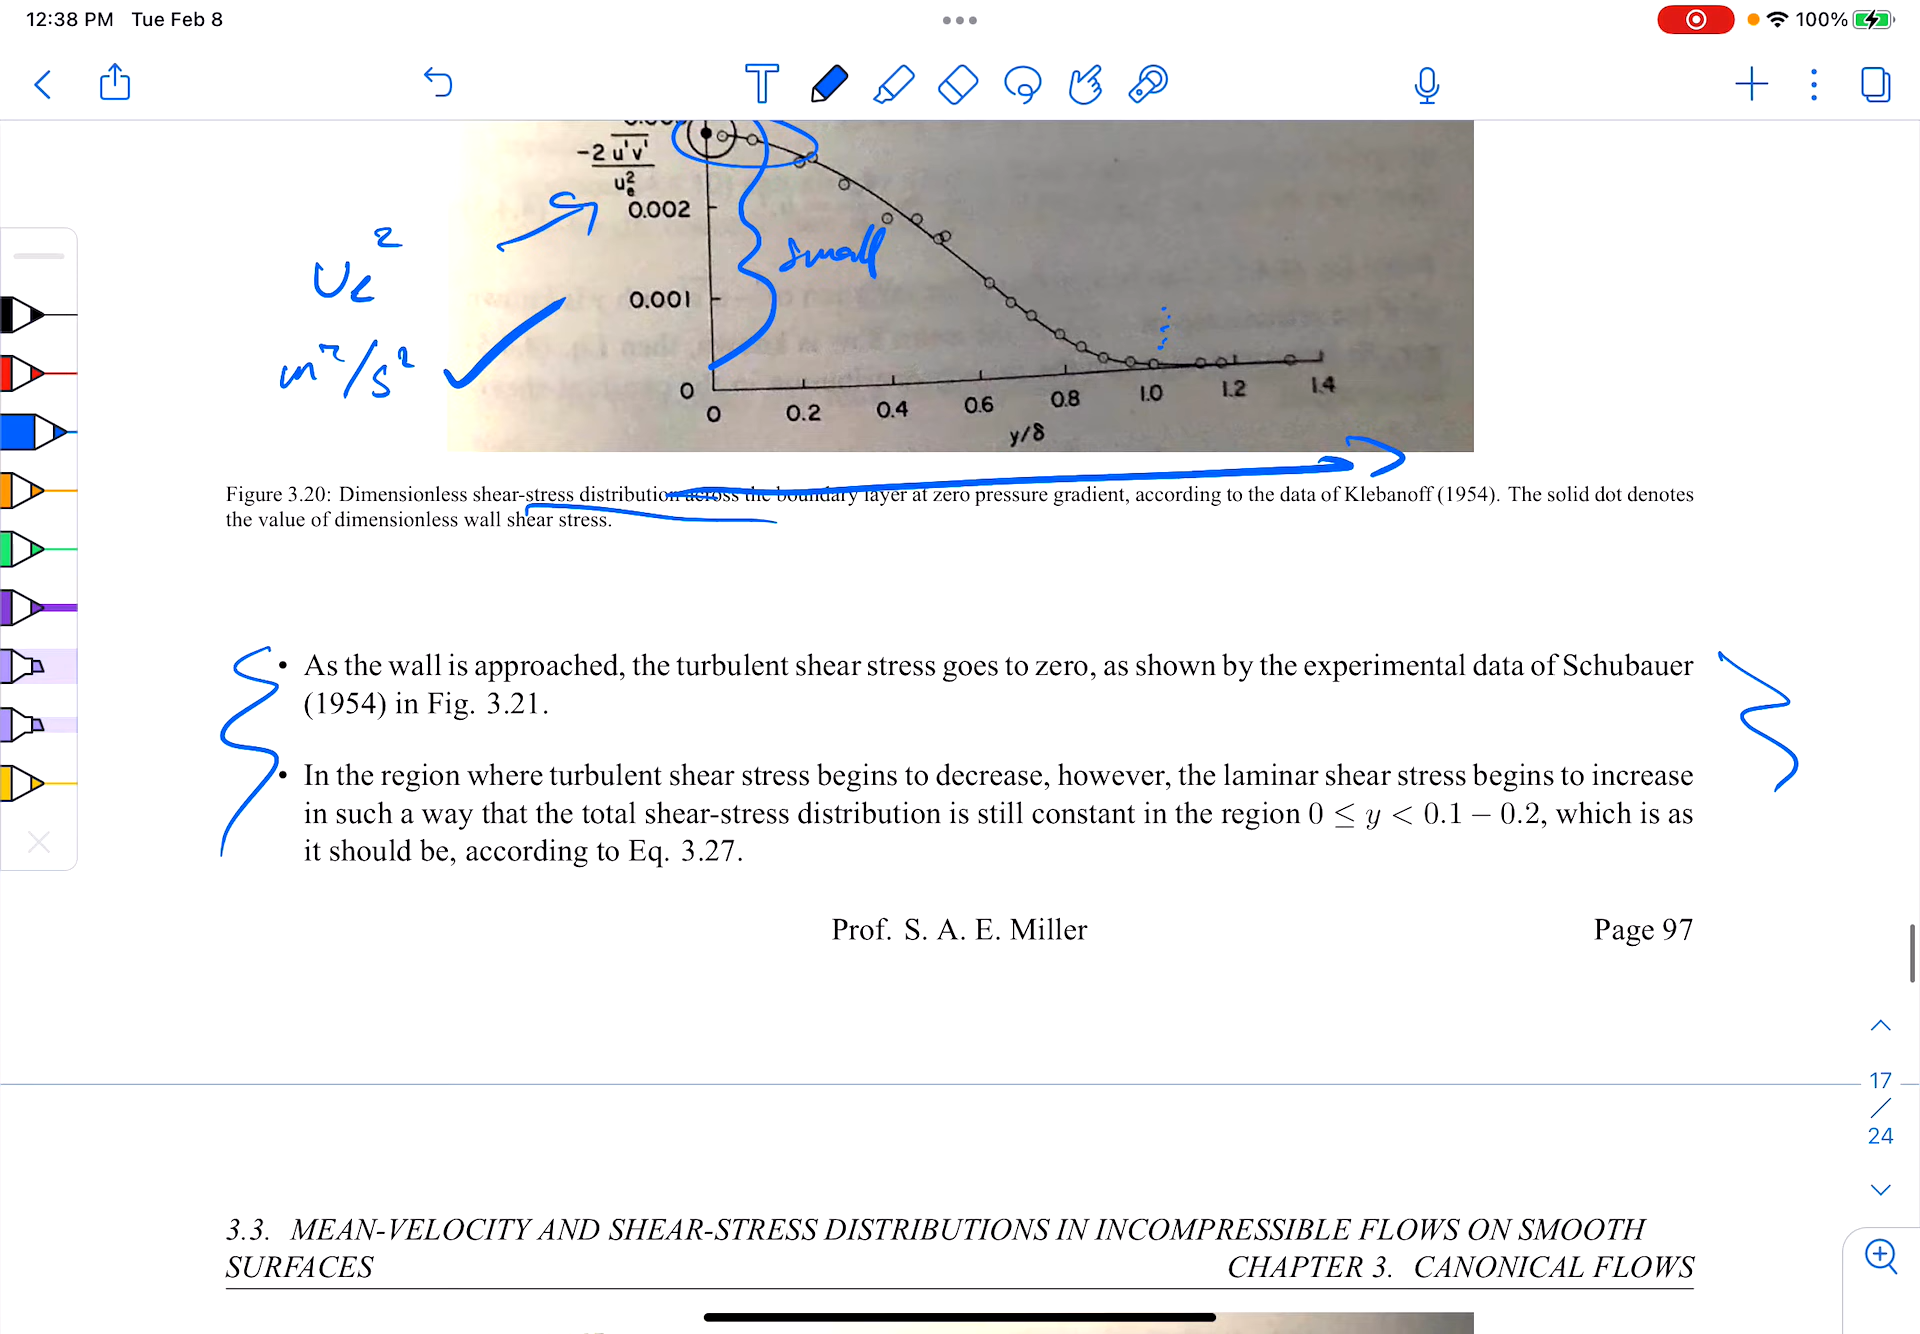 12:38 PM Tue Feb 8
100%
-2 u'v'
u²e
0.002
0.001
0
0 0.2 0.4 0.6 0.8 1.0 1.2 1.4
y/δ
small
Ue²
m²/s²
Figure 3.20: Dimensionless shear-stress distribution across the boundary layer at zero pressure gradient, according to the data of Klebanoff (1954). The solid dot denotes
the value of dimensionless wall shear stress.
• As the wall is approached, the turbulent shear stress goes to zero, as shown by the experimental data of Schubauer
(1954) in Fig. 3.21.
• In the region where turbulent shear stress begins to decrease, however, the laminar shear stress begins to increase
in such a way that the total shear-stress distribution is still constant in the region 0 ≤ y < 0.1 − 0.2, which is as
it should be, according to Eq. 3.27.
Prof. S. A. E. Miller Page 97
17
/
24
3.3. MEAN-VELOCITY AND SHEAR-STRESS DISTRIBUTIONS IN INCOMPRESSIBLE FLOWS ON SMOOTH
SURFACES CHAPTER 3. CANONICAL FLOWS